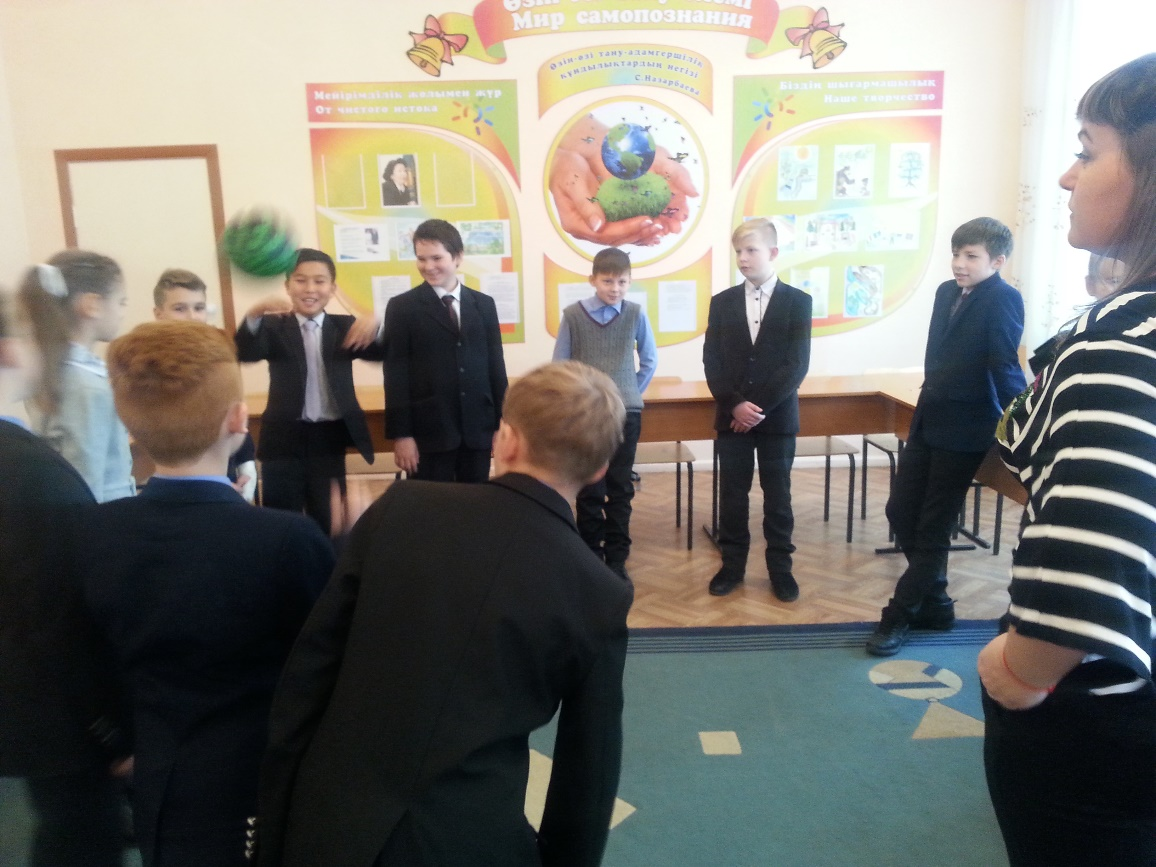 Өзін
Мир самопознания
Өзін-өзі тану-адамгершілік
құндылықтардың негізі
С.Назарбаева
Мейірімділік жолымен жүр
От чистого истока
Біздің шығармашылық
Наше творчество